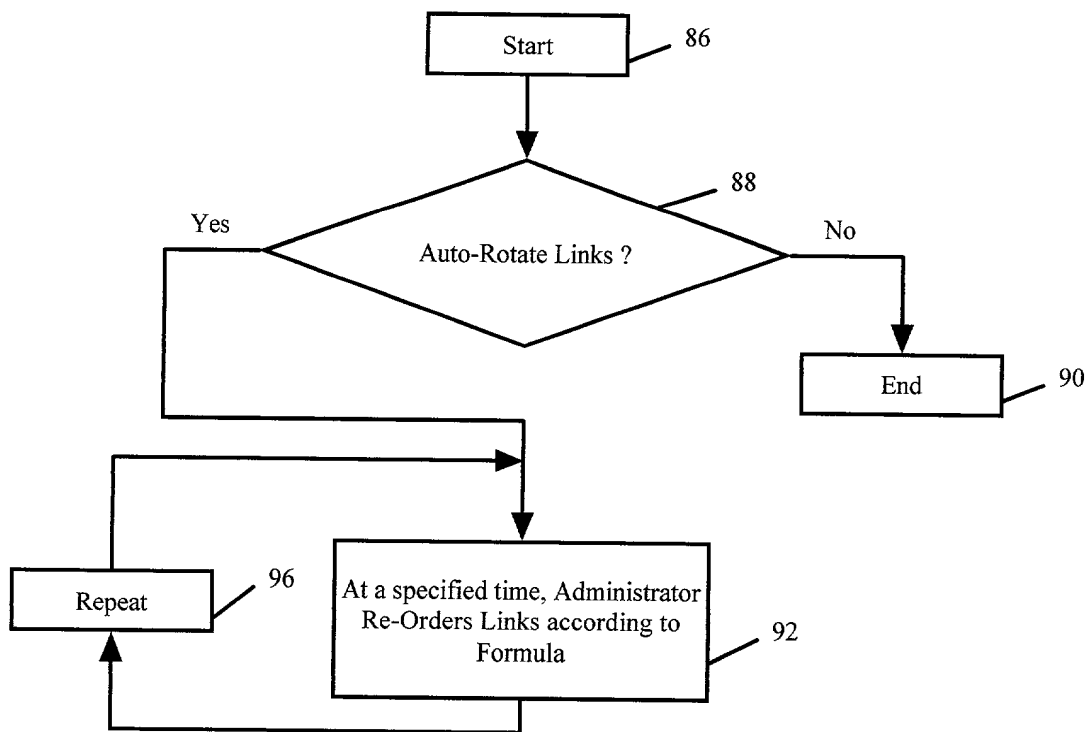 Start
86
88
Yes
Auto-Rotate Links ?
No
End
90
At a specified time, Administrator
Re-Orders Links according to
Formula
92
Repeat
96